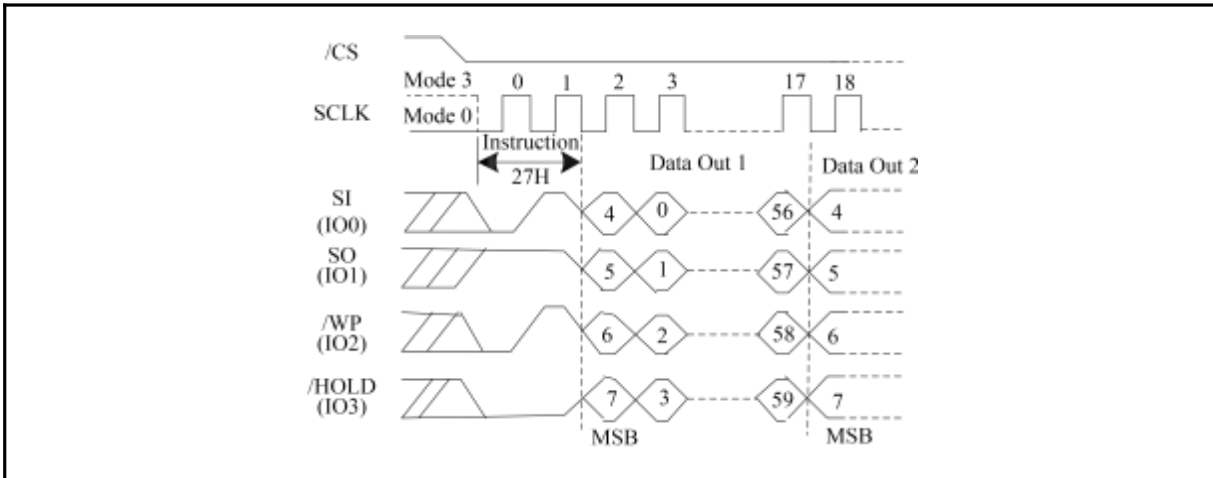 /CS
Mode 3 0 1 2 3 17 18
SCLK Mode 0
Instruction
27H
Data Out 1 Data Out 2
SI
(IO0)
4 0 56 4
SO
(IO1)
5 1 57 5
/WP
(IO2)
6 2 58 6
/HOLD
(IO3)
7 3 59 7
MSB MSB